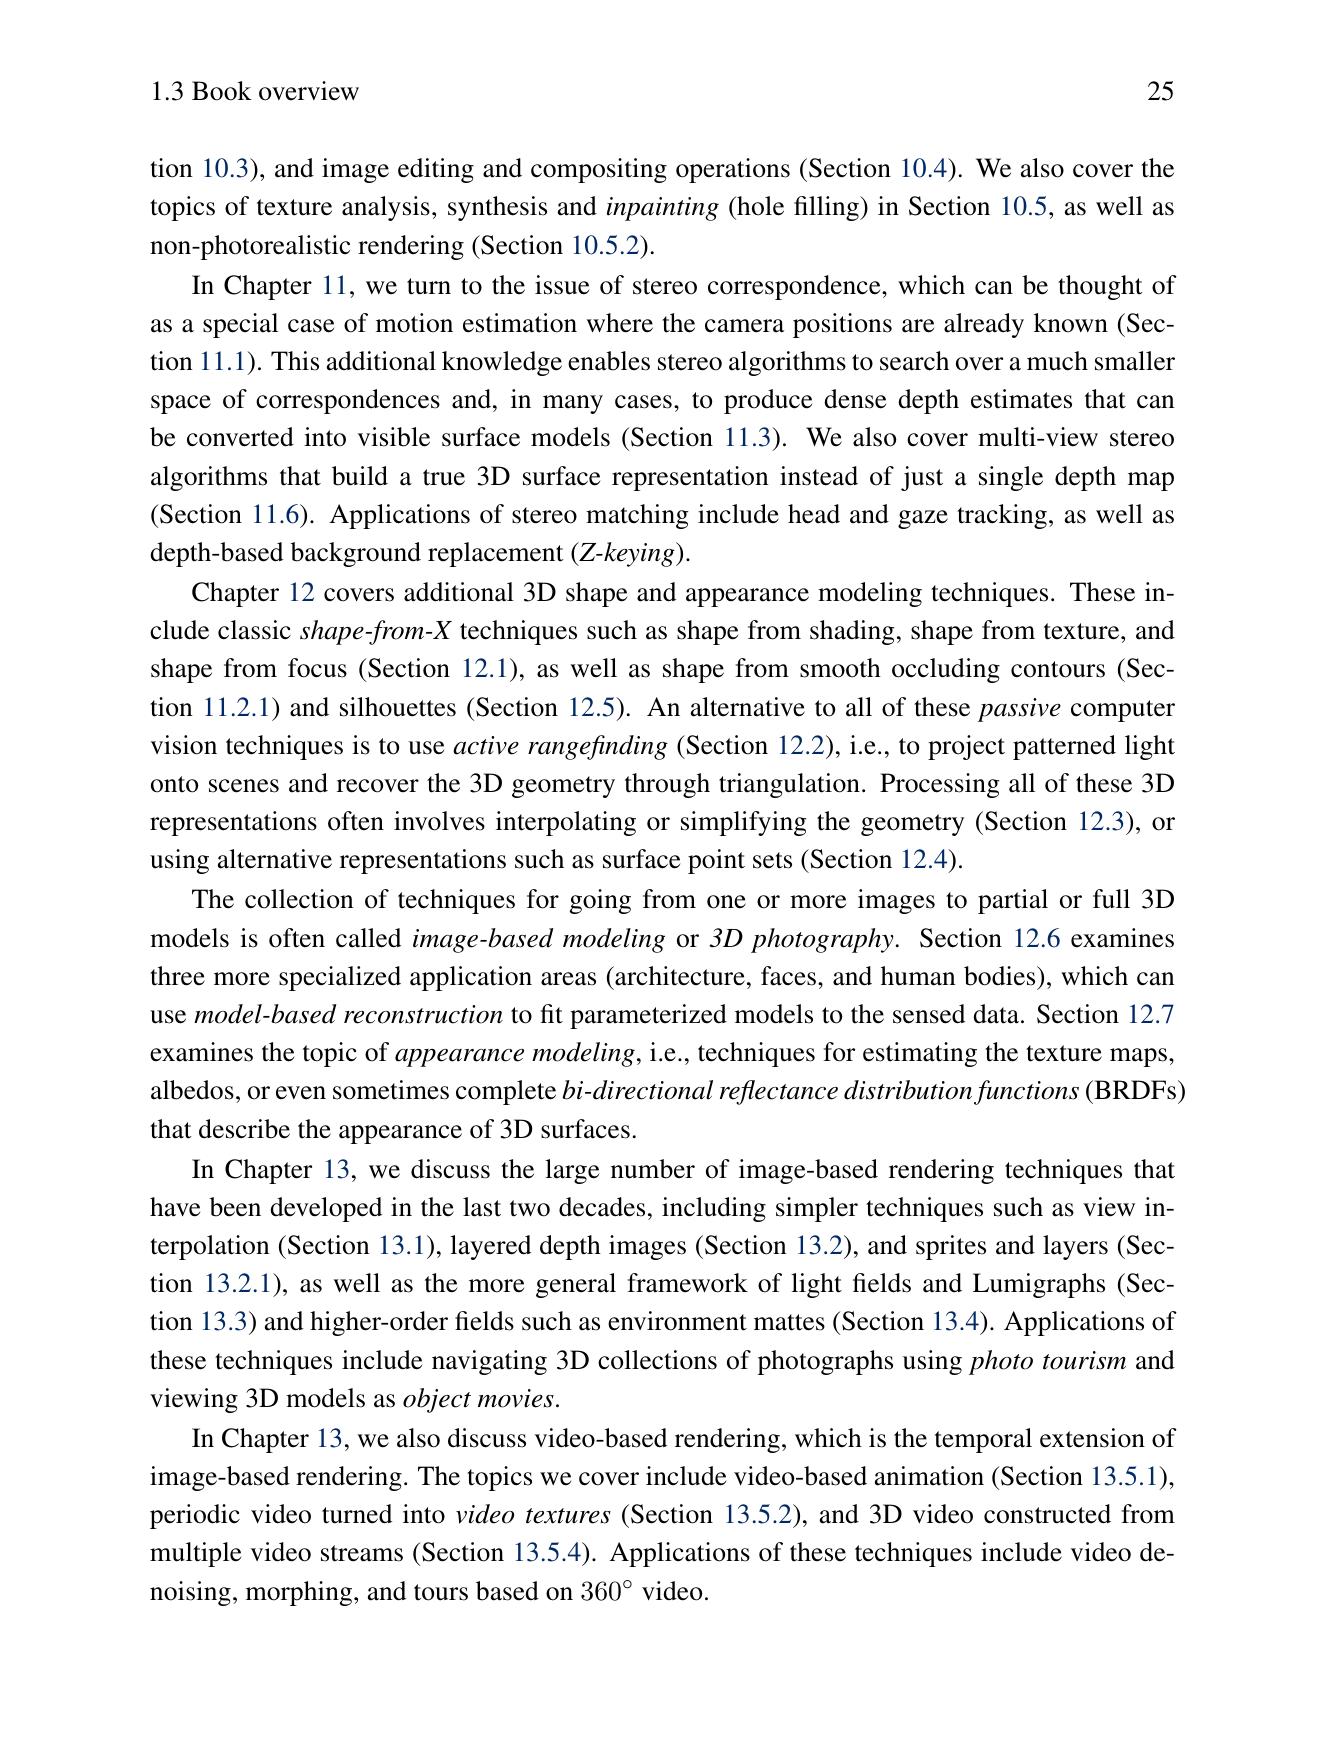 1.3 Book overview 25
tion 10.3), and image editing and compositing operations (Section 10.4). We also cover the
topics of texture analysis, synthesis and inpainting (hole filling) in Section 10.5, as well as
non-photorealistic rendering (Section 10.5.2).
In Chapter 11, we turn to the issue of stereo correspondence, which can be thought of
as a special case of motion estimation where the camera positions are already known (Sec-
tion 11.1). This additional knowledge enables stereo algorithms to search over a much smaller
space of correspondences and, in many cases, to produce dense depth estimates that can
be converted into visible surface models (Section 11.3). We also cover multi-view stereo
algorithms that build a true 3D surface representation instead of just a single depth map
(Section 11.6). Applications of stereo matching include head and gaze tracking, as well as
depth-based background replacement (Z-keying).
Chapter 12 covers additional 3D shape and appearance modeling techniques. These in-
clude classic shape-from-X techniques such as shape from shading, shape from texture, and
shape from focus (Section 12.1), as well as shape from smooth occluding contours (Sec-
tion 11.2.1) and silhouettes (Section 12.5). An alternative to all of these passive computer
vision techniques is to use active rangefinding (Section 12.2), i.e., to project patterned light
onto scenes and recover the 3D geometry through triangulation. Processing all of these 3D
representations often involves interpolating or simplifying the geometry (Section 12.3), or
using alternative representations such as surface point sets (Section 12.4).
The collection of techniques for going from one or more images to partial or full 3D
models is often called image-based modeling or 3D photography. Section 12.6 examines
three more specialized application areas (architecture, faces, and human bodies), which can
use model-based reconstruction to fit parameterized models to the sensed data. Section 12.7
examines the topic of appearance modeling, i.e., techniques for estimating the texture maps,
albedos, or even sometimes complete bi-directional reflectance distribution functions (BRDFs)
that describe the appearance of 3D surfaces.
In Chapter 13, we discuss the large number of image-based rendering techniques that
have been developed in the last two decades, including simpler techniques such as view in-
terpolation (Section 13.1), layered depth images (Section 13.2), and sprites and layers (Sec-
tion 13.2.1), as well as the more general framework of light fields and Lumigraphs (Sec-
tion 13.3) and higher-order fields such as environment mattes (Section 13.4). Applications of
these techniques include navigating 3D collections of photographs using photo tourism and
viewing 3D models as object movies.
In Chapter 13, we also discuss video-based rendering, which is the temporal extension of
image-based rendering. The topics we cover include video-based animation (Section 13.5.1),
periodic video turned into video textures (Section 13.5.2), and 3D video constructed from
multiple video streams (Section 13.5.4). Applications of these techniques include video de-
noising, morphing, and tours based on 360° video.